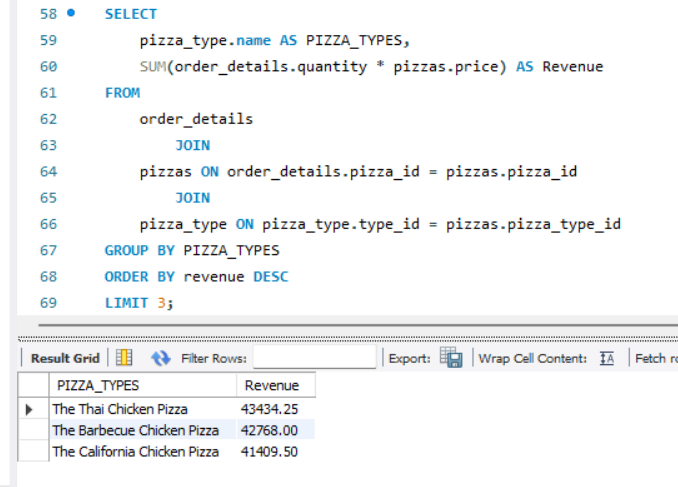 58 SELECT
59 pizza_type.name AS PIZZA_TYPES,
60 SUM(order_details.quantity * pizzas.price) AS Revenue
61 FROM
62 order_details
63 JOIN
64 pizzas ON order_details.pizza_id = pizzas.pizza_id
65 JOIN
66 pizza_type ON pizza_type.type_id = pizzas.pizza_type_id
67 GROUP BY PIZZA_TYPES
68 ORDER BY revenue DESC
69 LIMIT 3;
Result Grid Filter Rows: Export: Wrap Cell Content: IA Fetch ro
PIZZA_TYPES Revenue
The Thai Chicken Pizza 43434.25
The Barbecue Chicken Pizza 42768.00
The California Chicken Pizza 41409.50